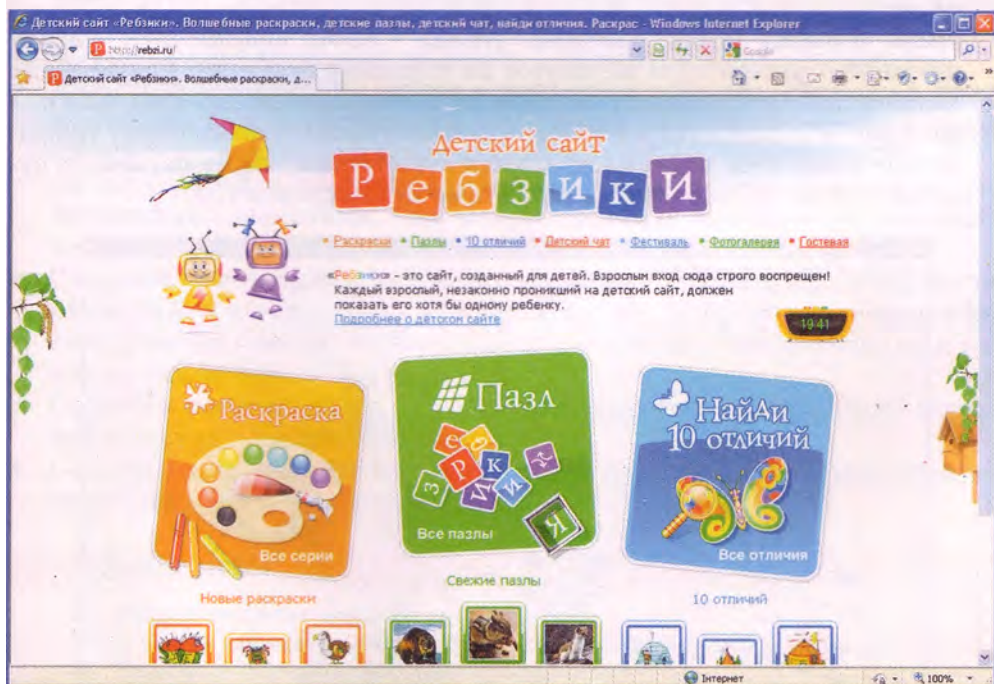 Детский сайт «Ребзики». Волшебные раскраски, детские пазлы, детский чат, найди отличия. Раскрас - Windows Internet Explorer
http://rebzi.ru/
Google
Детский сайт «Ребзики». Волшебные раскраски, д...
Детский сайт
Ребзики
Раскраски Пазлы 10 отличий Детский чат Фестиваль Фотогалерея Гостевая
«Ребзики» - это сайт, созданный для детей. Взрослым вход сюда строго воспрещен!
Каждый взрослый, незаконно проникший на детский сайт, должен
показать его хотя бы одному ребенку.
Подробнее о детском сайте
19:41
Раскраска
Все серии
Пазл
Е О З Р К И И Я
Все пазлы
Найди
10 отличий
Все отличия
Новые раскраски
Свежие пазлы
10 отличий
Інтернет
100%